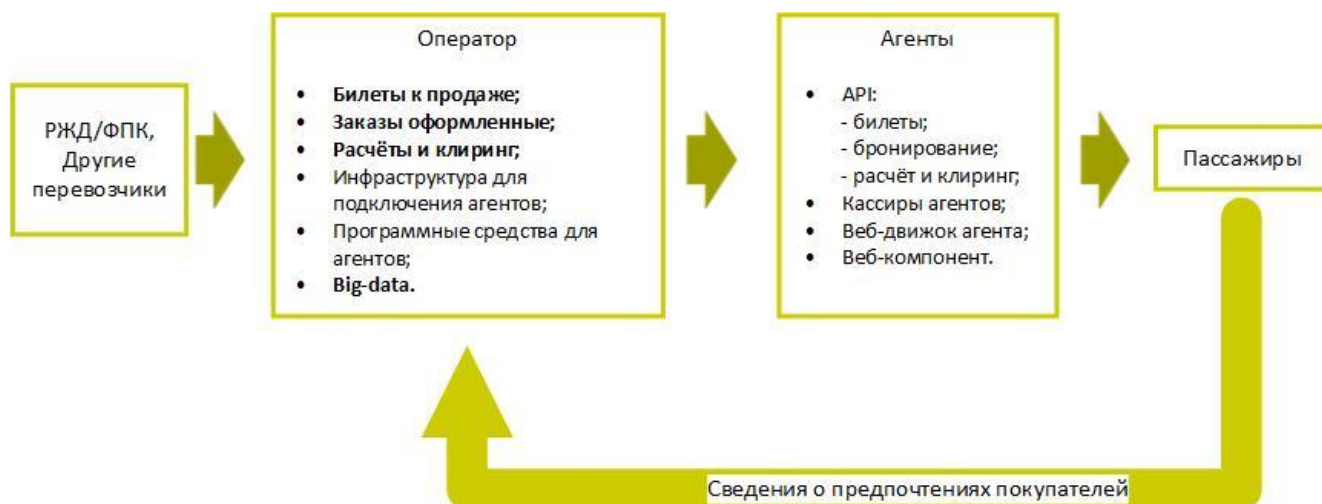 РЖД/ФПК,
Другие
перевозчики
Оператор
• Билеты к продаже;
• Заказы оформленные;
• Расчёты и клиринг;
• Инфраструктура для
подключения агентов;
• Программные средства для
агентов;
• Big-data.
Агенты
• API:
- билеты;
- бронирование;
- расчёт и клиринг;
• Кассиры агентов;
• Веб-движок агента;
• Веб-компонент.
Пассажиры
Сведения о предпочтениях покупателей